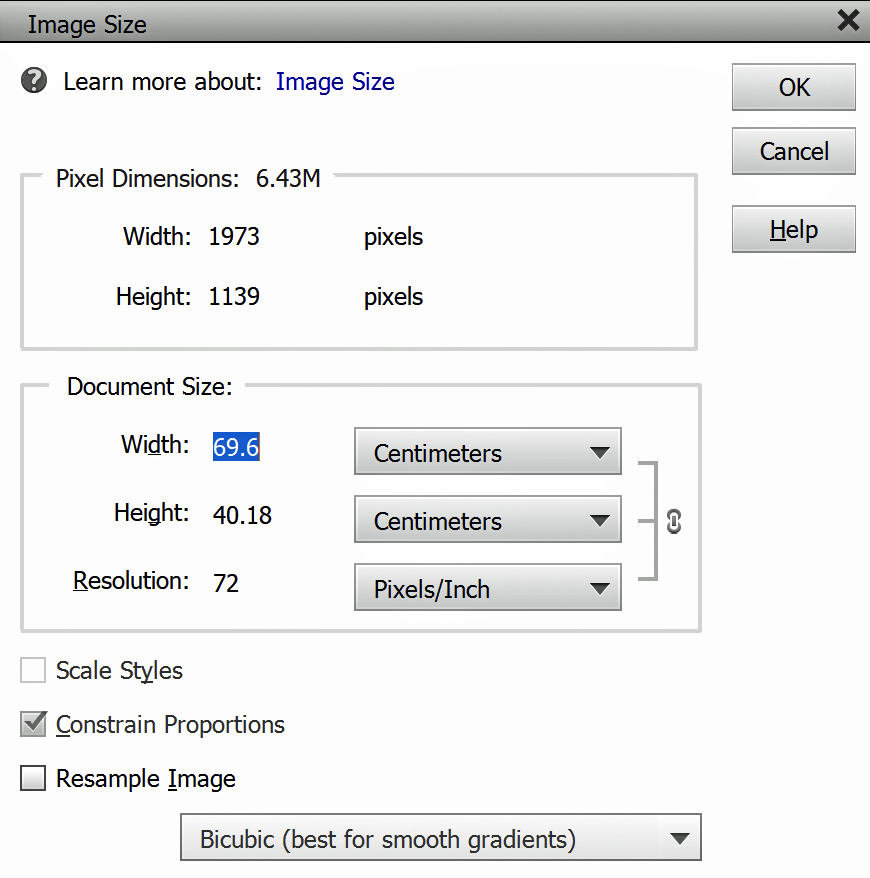 Image Size
Learn more about: Image Size
OK
Cancel
Help
Pixel Dimensions: 6.43M
Width: 1973 pixels
Height: 1139 pixels
Document Size:
Width: 69.6 Centimeters
Height: 40.18 Centimeters
Resolution: 72 Pixels/Inch
Scale Styles
Constrain Proportions
Resample Image
Bicubic (best for smooth gradients)